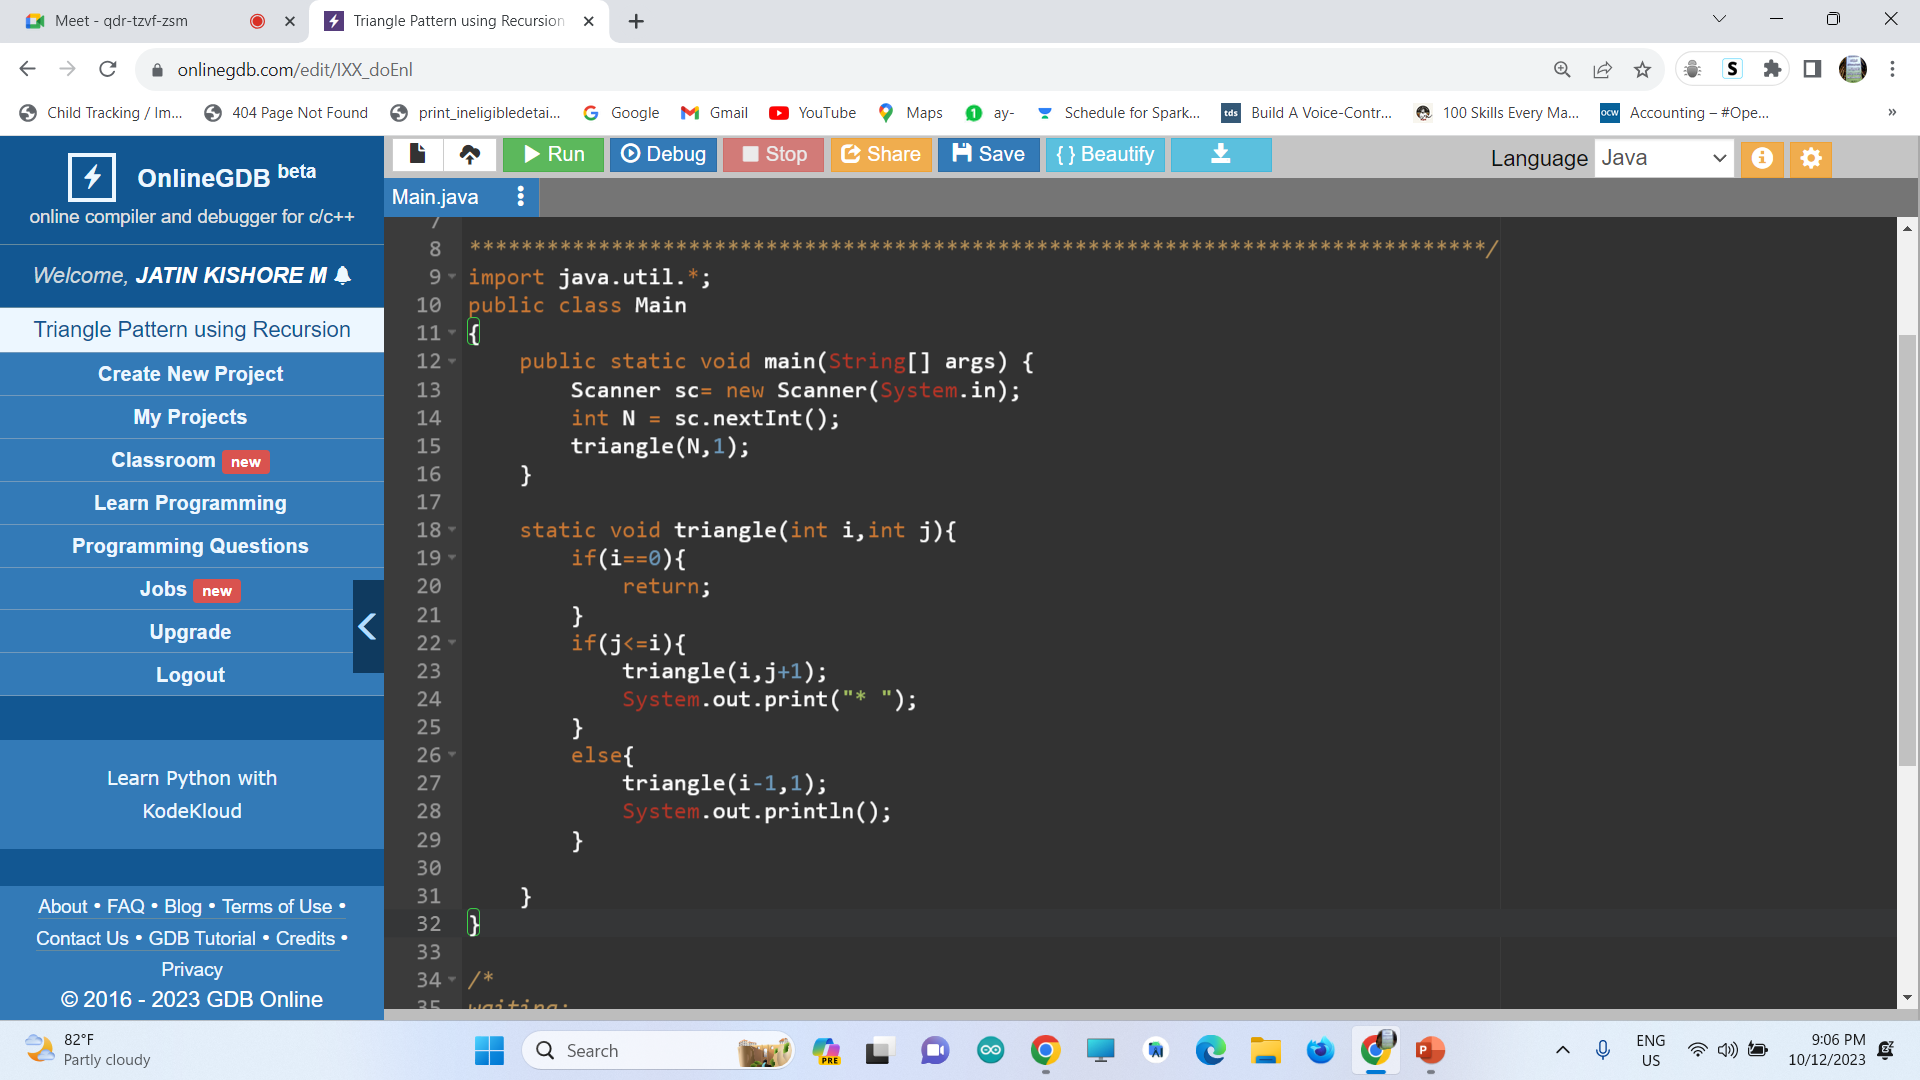 Meet - qdr-tzvf-zsm
Triangle Pattern using Recursion
onlinegdb.com/edit/IXX_doEnI
Child Tracking / Im...
404 Page Not Found
print_ineligibledetai...
Google
Gmail
YouTube
Maps
ay-
Schedule for Spark...
tds
Build A Voice-Contr...
100 Skills Every Ma...
OCW
Accounting – #Ope...
»
OnlineGDB beta
online compiler and debugger for c/c++
Welcome, JATIN KISHORE M
Triangle Pattern using Recursion
Create New Project
My Projects
Classroom new
Learn Programming
Programming Questions
Jobs new
Upgrade
Logout
Learn Python with
KodeKloud
About • FAQ • Blog • Terms of Use •
Contact Us • GDB Tutorial • Credits •
Privacy
© 2016 - 2023 GDB Online
Run
Debug
Stop
Share
Save
{ } Beautify
Language Java
Main.java
7
8 *******************************************************************************/
9 import java.util.*;
10 public class Main
11 {
12     public static void main(String[] args) {
13         Scanner sc= new Scanner(System.in);
14         int N = sc.nextInt();
15         triangle(N,1);
16     }
17
18     static void triangle(int i,int j){
19         if(i==0){
20             return;
21         }
22         if(j<=i){
23             triangle(i,j+1);
24             System.out.print("* ");
25         }
26         else{
27             triangle(i-1,1);
28             System.out.println();
29         }
30
31     }
32 }
33
34 /*
35 waiting:
82°F
Partly cloudy
Search
PRE
ENG
US
9:06 PM
10/12/2023